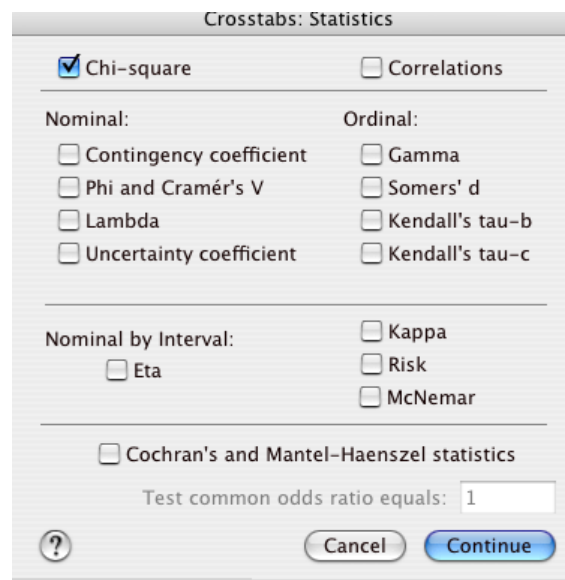 Crosstabs: Statistics
Chi-square Correlations
Nominal: Ordinal:
Contingency coefficient Gamma
Phi and Cramér's V Somers' d
Lambda Kendall's tau-b
Uncertainty coefficient Kendall's tau-c
Nominal by Interval: Kappa
Eta Risk
McNemar
Cochran's and Mantel-Haenszel statistics
Test common odds ratio equals: 1
? Cancel Continue